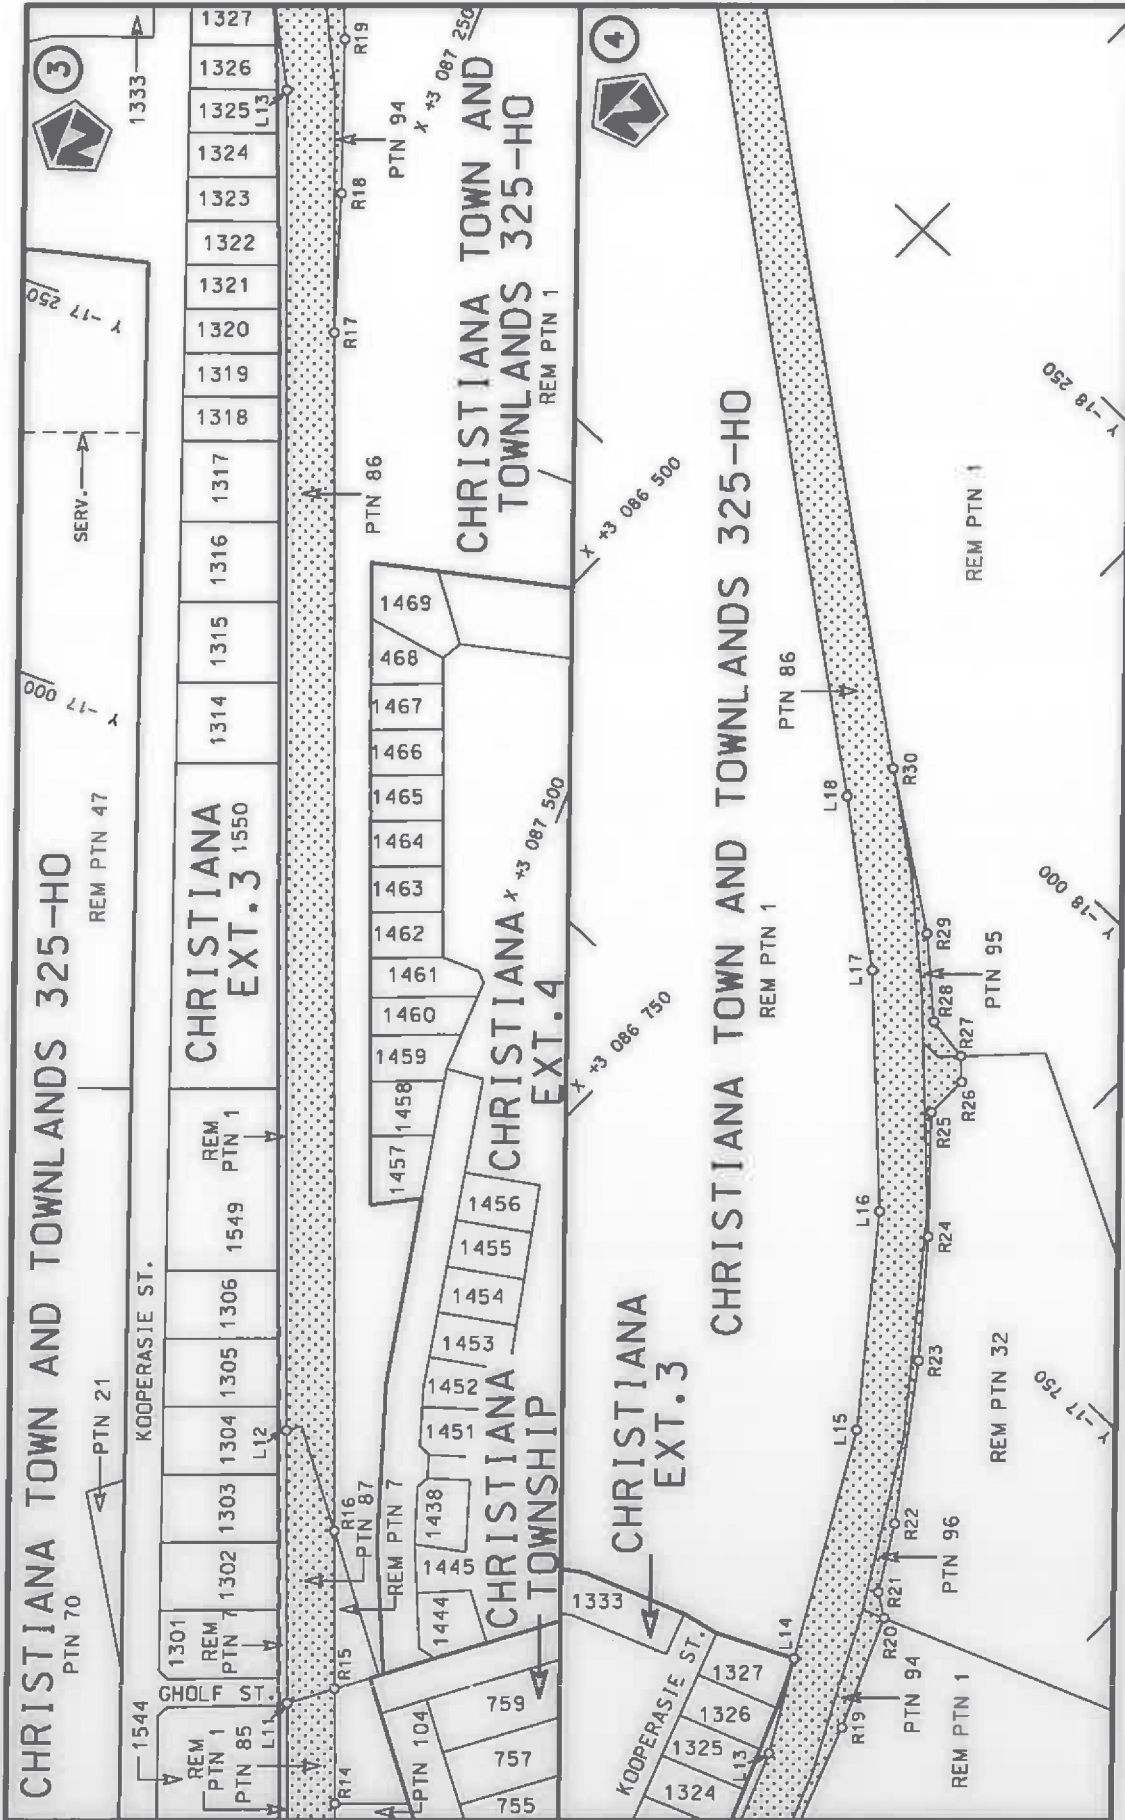 3
CHRISTIANA TOWN AND TOWNLANDS 325-HO
PTN 70
REM PTN 47
PTN 21
SERV.
Y -17 000
Y -17 250
1333
KOOPERASIE ST.
GHOLF ST.
1544
REM
PTN 1
PTN 85
1301
REM
PTN 7
1302
1303
1304
1305
1306
1549
REM
PTN 1
CHRISTIANA
EXT.3
1550
1314
1315
1316
1317
1318
1319
1320
1321
1322
1323
1324
1325
1326
1327
L11
L12
L13
R14
R15
R16
R17
R18
R19
PTN 104
PTN 87
REM PTN 7
PTN 86
PTN 94
X +3 087 250
755
757
759
1444
1445
1438
1451
1452
1453
1454
1455
1456
1457
1458
1459
1460
1461
1462
1463
1464
1465
1466
1467
468
1469
CHRISTIANA
TOWNSHIP
CHRISTIANA
EXT.4
X +3 087 500
CHRISTIANA TOWN AND
TOWNLANDS 325-HO
REM PTN 1
4
CHRISTIANA
EXT.3
1333
KOOPERASIE ST.
1324
1325
1326
1327
X +3 086 750
X +3 086 500
CHRISTIANA TOWN AND TOWNLANDS 325-HO
REM PTN 1
PTN 86
L13
L14
L15
L16
L17
L18
R19
R20
R21
R22
R23
R24
R25
R26
R27
R28
R29
R30
PTN 94
PTN 96
PTN 95
REM PTN 1
REM PTN 32
REM PTN 1
Y -17 750
Y -18 000
Y -18 250